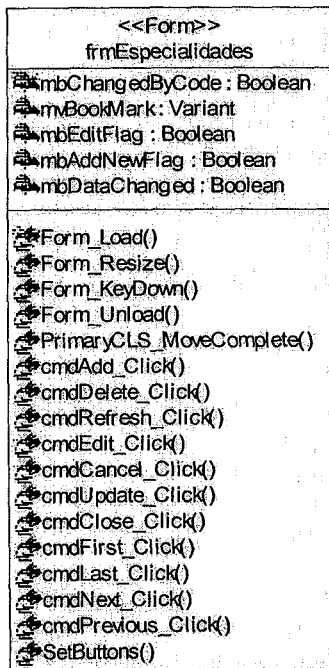 <<Form>>
frmEspecialidades
mbChangedByCode : Boolean
mvBookMark : Variant
mbEditFlag : Boolean
mbAddNewFlag : Boolean
mbDataChanged : Boolean
Form_Load()
Form_Resize()
Form_KeyDown()
Form_Unload()
PrimaryCLS_MoveComplete()
cmdAdd_Click()
cmdDelete_Click()
cmdRefresh_Click()
cmdEdit_Click()
cmdCancel_Click()
cmdUpdate_Click()
cmdClose_Click()
cmdFirst_Click()
cmdLast_Click()
cmdNext_Click()
cmdPrevious_Click()
SetButtons()